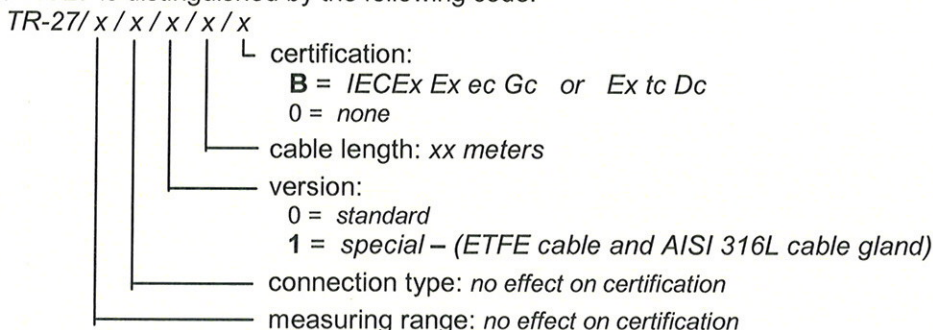 TR-27/ x / x / x / x / x
certification:
B = IECEx Ex ec Gc or Ex tc Dc
0 = none
cable length: xx meters
version:
0 = standard
1 = special – (ETFE cable and AISI 316L cable gland)
connection type: no effect on certification
measuring range: no effect on certification